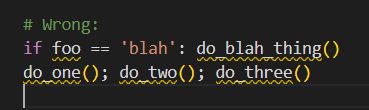 # Wrong:
if foo == 'blah': do_blah_thing()
do_one(); do_two(); do_three()